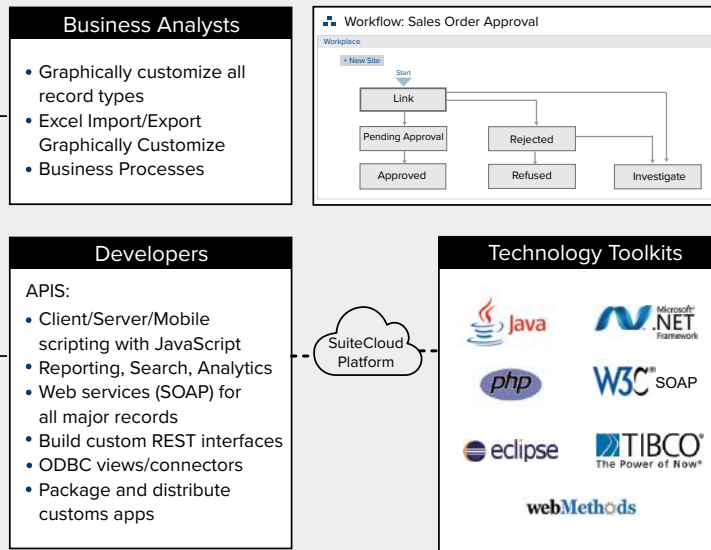 Business Analysts
• Graphically customize all
record types
• Excel Import/Export
Graphically Customize
• Business Processes
Workflow: Sales Order Approval
Workplace
+ New Site
Start
Link
Pending Approval
Rejected
Approved
Refused
Investigate
Developers
APIS:
• Client/Server/Mobile
scripting with JavaScript
• Reporting, Search, Analytics
• Web services (SOAP) for
all major records
• Build custom REST interfaces
• ODBC views/connectors
• Package and distribute
customs apps
SuiteCloud
Platform
Technology Toolkits
Java
Microsoft®
.NET
Framework
php
W3C® SOAP
eclipse
TIBCO®
The Power of Now®
webMethods